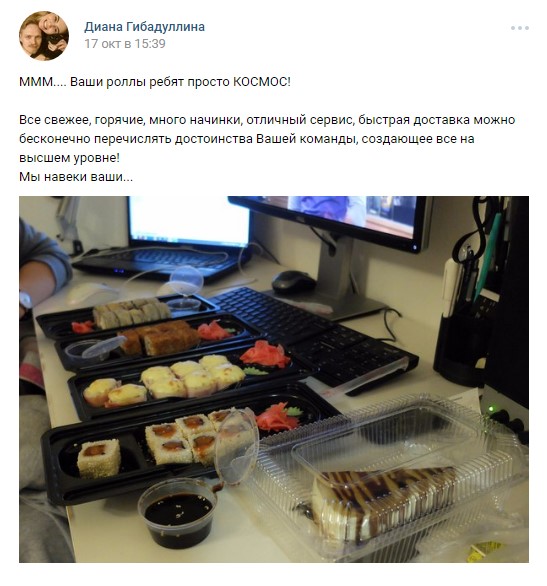 Диана Гибадуллина
17 окт в 15:39
МММ.... Ваши роллы ребят просто КОСМОС!
Все свежее, горячие, много начинки, отличный сервис, быстрая доставка можно
бесконечно перечислять достоинства Вашей команды, создающее все на
высшем уровне!
Мы навеки ваши...